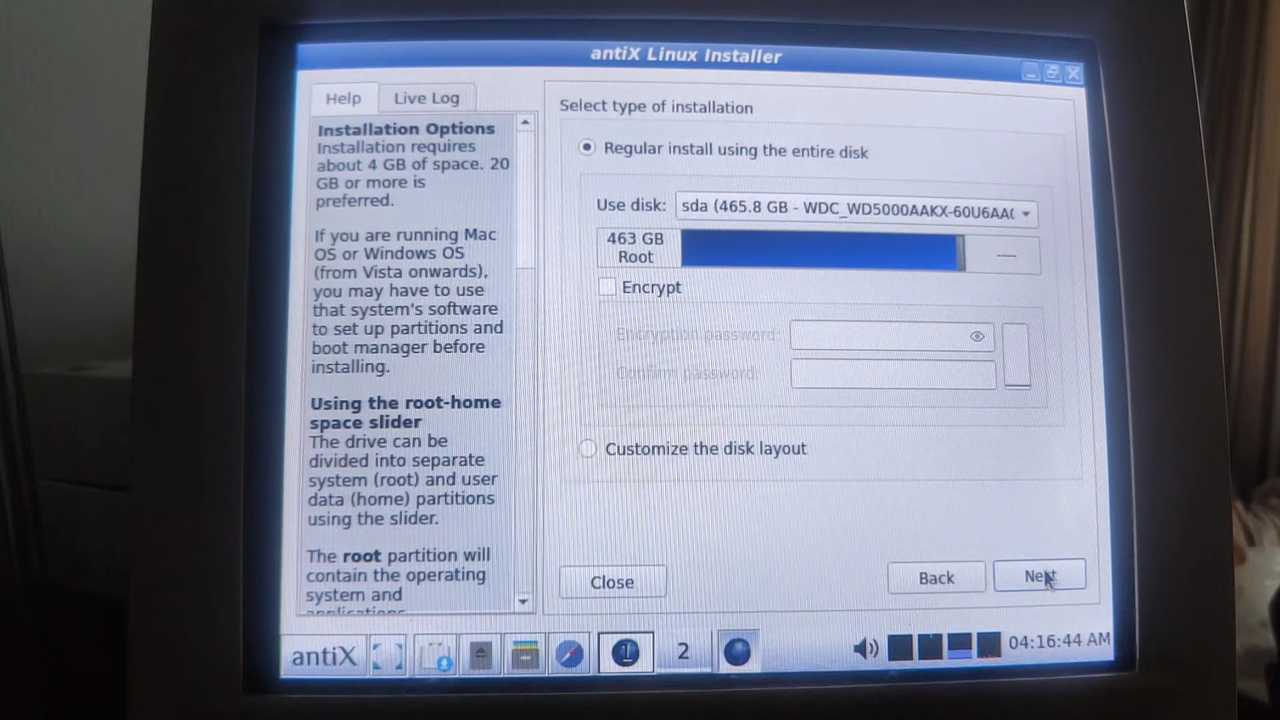 antiX Linux Installer
Help
Live Log
Installation Options
Installation requires
about 4 GB of space. 20
GB or more is
preferred.
If you are running Mac
OS or Windows OS
(from Vista onwards),
you may have to use
that system's software
to set up partitions and
boot manager before
installing.
Using the root-home
space slider
The drive can be
divided into separate
system (root) and user
data (home) partitions
using the slider.
The root partition will
contain the operating
system and
applications
Select type of installation
Regular install using the entire disk
Use disk:
sda (465.8 GB - WDC_WD5000AAKX-60U6AA(
463 GB
Root
----
Encrypt
Encryption password:
Confirm password:
Customize the disk layout
Close
Back
Next
antiX
1
2
04:16:44 AM